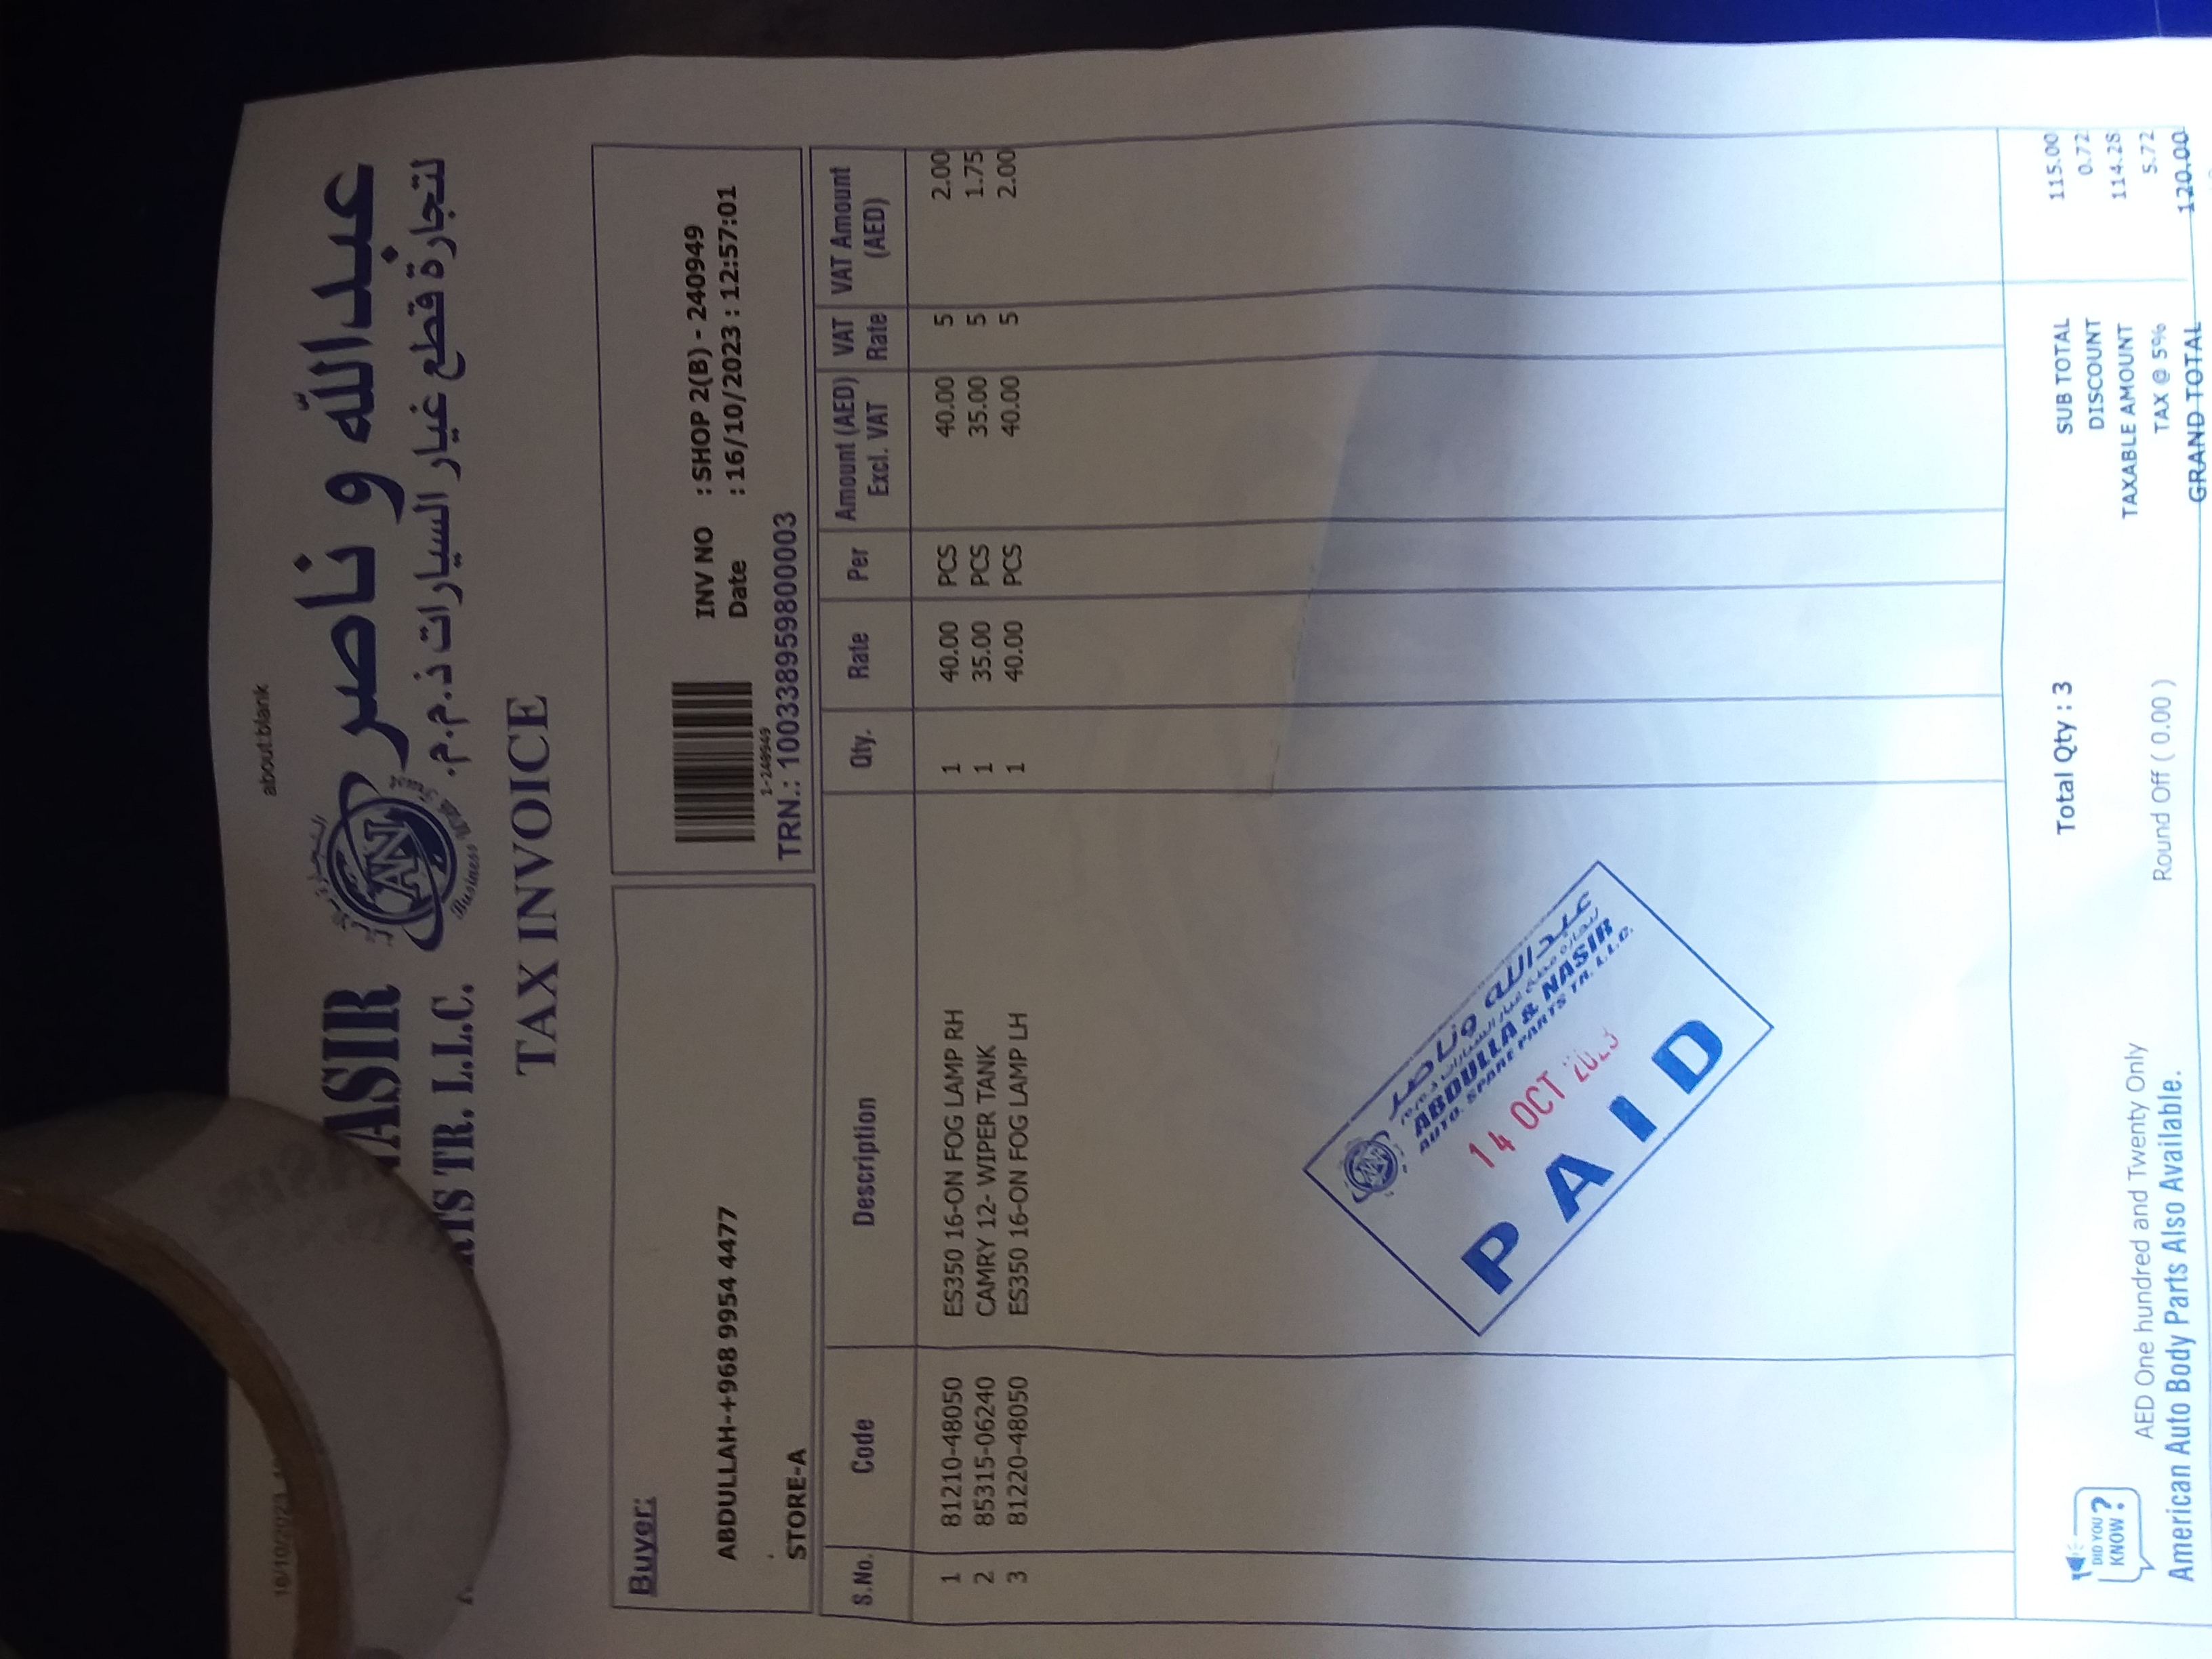 about:blank
16/10/2023
ASIR
عبدالله و ناصر
TS TR. L.L.C.
لتجارة قطع غيار السيارات ذ.م.م.
AN
Business
TAX INVOICE
Buyer:
ABDULLAH-+968 9954 4477
STORE-A
INV NO : SHOP 2(B) - 240949
Date : 16/10/2023 : 12:57:01
1-240949
TRN.: 100338959800003
S.No. Code Description Qty. Rate Per Amount (AED) Excl. VAT VAT Rate VAT Amount (AED)
1 81210-48050 ES350 16-ON FOG LAMP RH 1 40.00 PCS 40.00 5 2.00
2 85315-06240 CAMRY 12- WIPER TANK 1 35.00 PCS 35.00 5 1.75
3 81220-48050 ES350 16-ON FOG LAMP LH 1 40.00 PCS 40.00 5 2.00
عبدالله وناصر
ABDULLA & NASIR
AUTO. SPARE PARTS TR. L.L.C.
14 OCT 2023
PAID
Total Qty : 3
SUB TOTAL 115.00
DISCOUNT 0.72
TAXABLE AMOUNT 114.28
Round Off ( 0.00 )
TAX @ 5% 5.72
GRAND TOTAL 120.00
DID YOU KNOW ?
AED One hundred and Twenty Only
American Auto Body Parts Also Available.